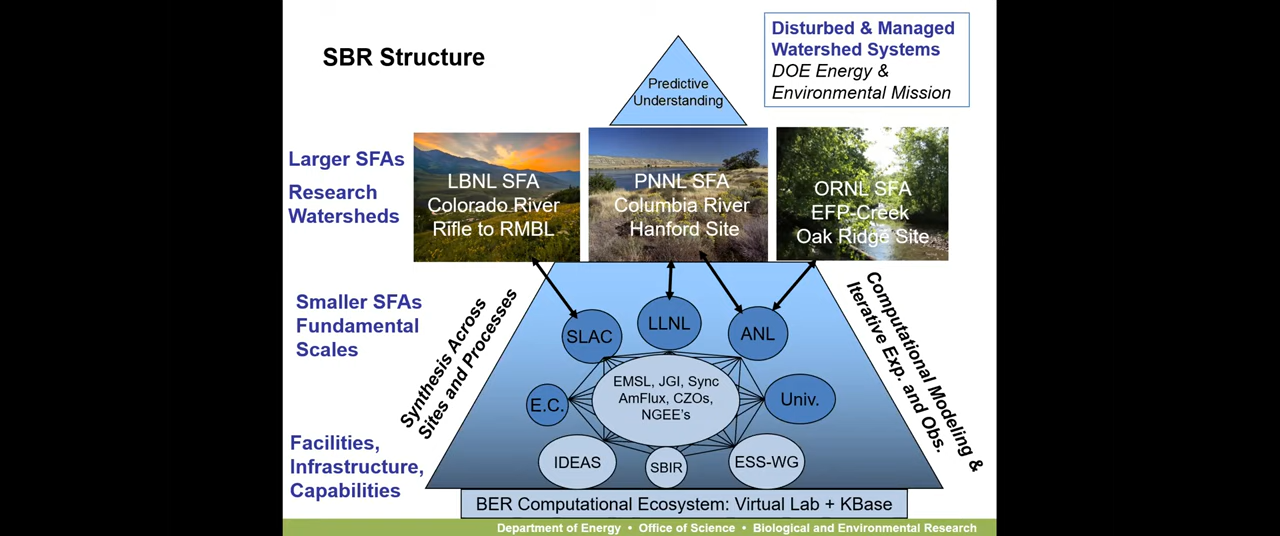 SBR Structure
Disturbed & Managed
Watershed Systems
DOE Energy &
Environmental Mission
Predictive
Understanding
Larger SFAs
Research
Watersheds
LBNL SFA
Colorado River
Rifle to RMBL
PNNL SFA
Columbia River
Hanford Site
ORNL SFA
EFP-Creek
Oak Ridge Site
Smaller SFAs
Fundamental
Scales
Synthesis Across
Sites and Processes
Computational Modeling &
Iterative Exp. and Obs.
SLAC
LLNL
ANL
EMSL, JGI, Sync
AmFlux, CZOs,
NGEE's
E.C.
Univ.
Facilities,
Infrastructure,
Capabilities
IDEAS
SBIR
ESS-WG
BER Computational Ecosystem: Virtual Lab + KBase
Department of Energy • Office of Science • Biological and Environmental Research